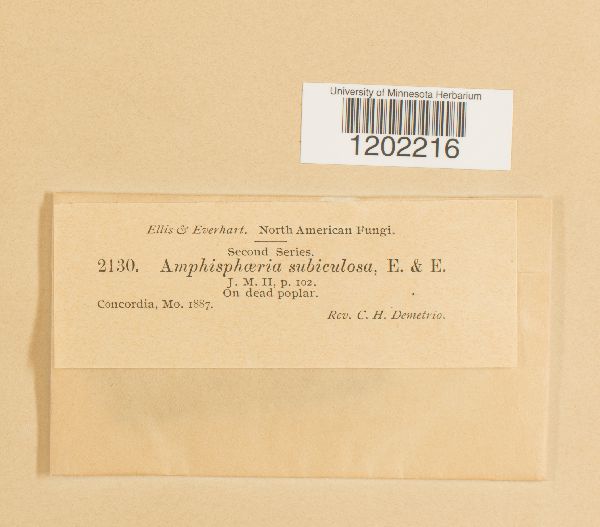 University of Minnesota Herbarium
1202216
Ellis & Everhart. North American Fungi.
Second Series.
2130. Amphisphæria subiculosa, E. & E.
J. M. II, p. 102.
On dead poplar.
Concordia, Mo. 1887.
Rev. C. H. Demetrio.